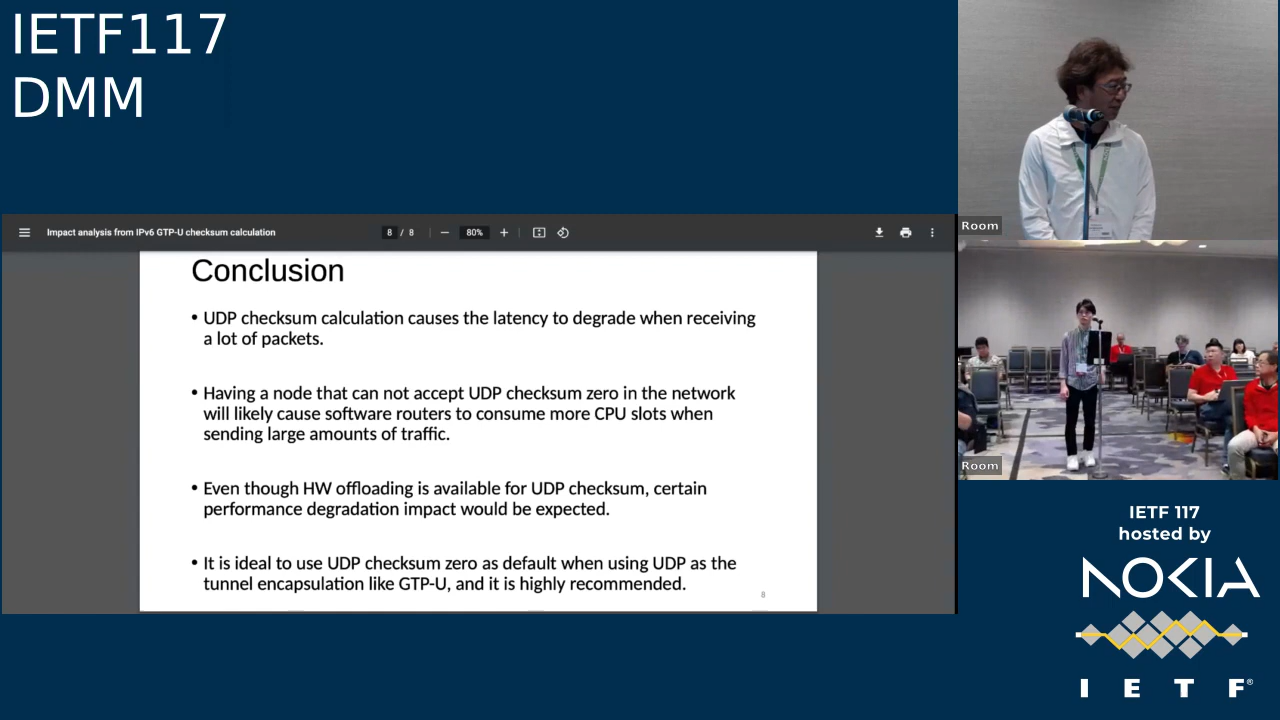 IETF117
DMM
Impact analysis from IPv6 GTP-U checksum calculation
8 / 8
80%
Conclusion
• UDP checksum calculation causes the latency to degrade when receiving
a lot of packets.
• Having a node that can not accept UDP checksum zero in the network
will likely cause software routers to consume more CPU slots when
sending large amounts of traffic.
• Even though HW offloading is available for UDP checksum, certain
performance degradation impact would be expected.
• It is ideal to use UDP checksum zero as default when using UDP as the
tunnel encapsulation like GTP-U, and it is highly recommended.
8
Room
Room
IETF 117
hosted by
NOKIA
I E T F®